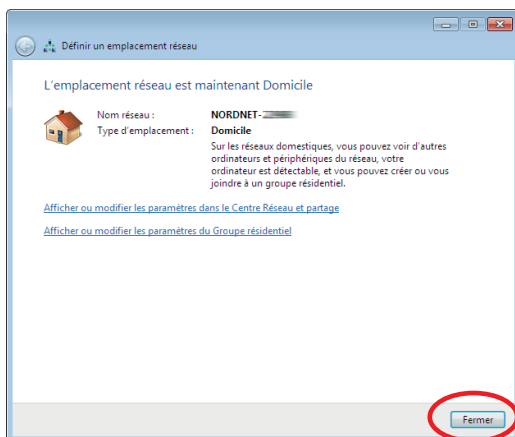 Définir un emplacement réseau
L'emplacement réseau est maintenant Domicile
Nom réseau : NORDNET-
Type d'emplacement : Domicile
Sur les réseaux domestiques, vous pouvez voir d'autres
ordinateurs et périphériques du réseau, votre
ordinateur est détectable, et vous pouvez créer ou vous
joindre à un groupe résidentiel.
Afficher ou modifier les paramètres dans le Centre Réseau et partage
Afficher ou modifier les paramètres du Groupe résidentiel
Fermer